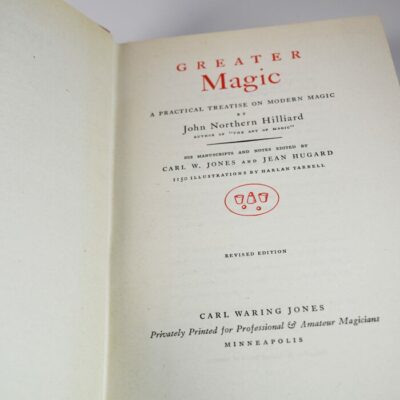 GREATER
Magic
A PRACTICAL TREATISE ON MODERN MAGIC
BY
John Northern Hilliard
AUTHOR OF "THE ART OF MAGIC"
HIS MANUSCRIPTS AND NOTES EDITED BY
CARL W. JONES AND JEAN HUGARD
1150 ILLUSTRATIONS BY HARLAN TARBELL
REVISED EDITION
CARL WARING JONES
Privately Printed for Professional & Amateur Magicians
MINNEAPOLIS